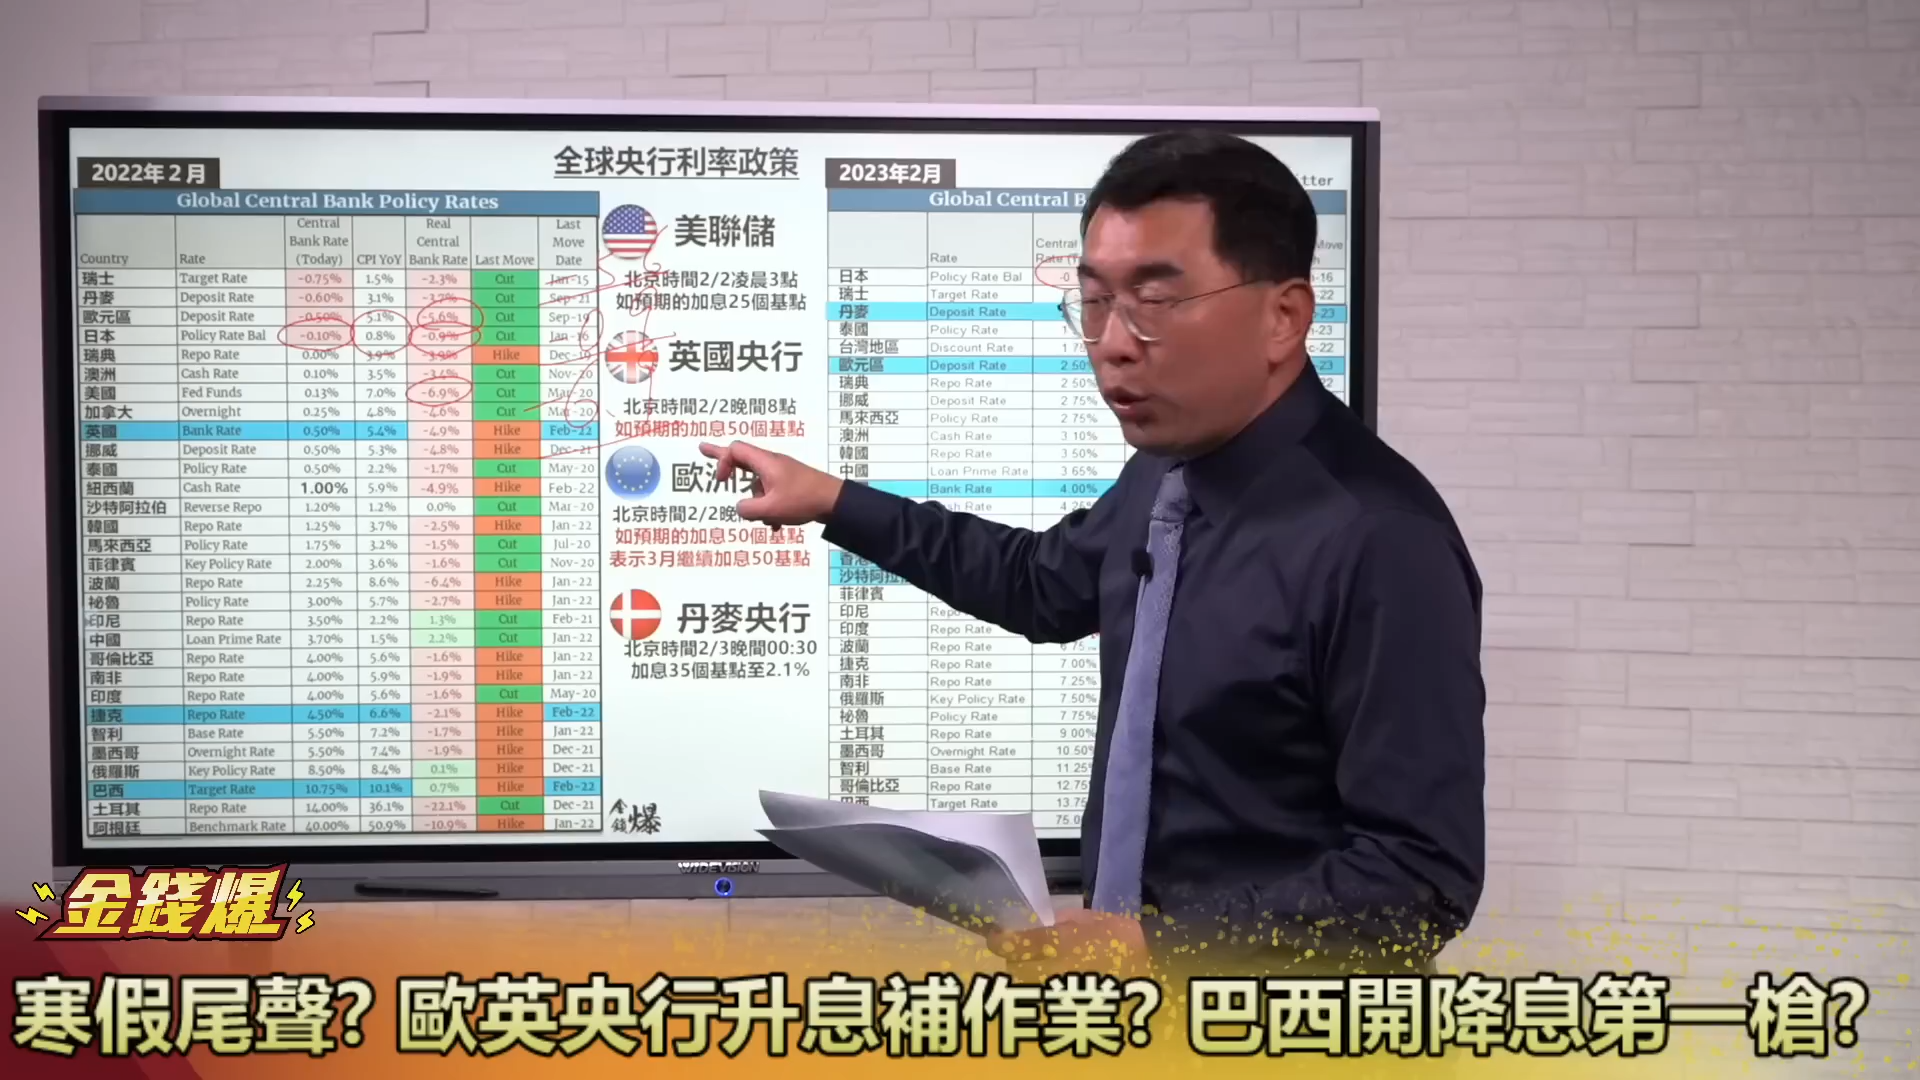 全球央行利率政策
2022年2月
Global Central Bank Policy Rates
Country Rate Central Bank Rate (Today) CPI YoY Real Central Bank Rate Last Move Last Move Date
瑞士 Target Rate -0.75% 1.5% -2.3% Cut Jan-15
丹麥 Deposit Rate -0.60% 3.1% -3.7% Cut Sep-21
歐元區 Deposit Rate -0.50% 5.1% -5.6% Cut Sep-19
日本 Policy Rate Bal -0.10% 0.8% -0.9% Cut Jan-16
瑞典 Repo Rate 0.00% 3.9% -3.9% Hike Dec-19
澳洲 Cash Rate 0.10% 3.5% -3.4% Cut Nov-20
美國 Fed Funds 0.13% 7.0% -6.9% Cut Mar-20
加拿大 Overnight 0.25% 4.8% -4.6% Cut Mar-20
英國 Bank Rate 0.50% 5.4% -4.9% Hike Feb-22
挪威 Deposit Rate 0.50% 5.3% -4.8% Hike Dec-21
泰國 Policy Rate 0.50% 2.2% -1.7% Cut May-20
紐西蘭 Cash Rate 1.00% 5.9% -4.9% Hike Feb-22
沙特阿拉伯 Reverse Repo 1.20% 1.2% 0.0% Cut Mar-20
韓國 Repo Rate 1.25% 3.7% -2.5% Hike Jan-22
馬來西亞 Policy Rate 1.75% 3.2% -1.5% Cut Jul-20
菲律賓 Key Policy Rate 2.00% 3.6% -1.6% Cut Nov-20
波蘭 Repo Rate 2.25% 8.6% -6.4% Hike Jan-22
祕魯 Policy Rate 3.00% 5.7% -2.7% Hike Jan-22
印尼 Repo Rate 3.50% 2.2% 1.3% Cut Feb-21
中國 Loan Prime Rate 3.70% 1.5% 2.2% Cut Jan-22
哥倫比亞 Repo Rate 4.00% 5.6% -1.6% Hike Jan-22
南非 Repo Rate 4.00% 5.9% -1.9% Hike Jan-22
印度 Repo Rate 4.00% 5.6% -1.6% Cut May-20
捷克 Repo Rate 4.50% 6.6% -2.1% Hike Feb-22
智利 Base Rate 5.50% 7.2% -1.7% Hike Jan-22
墨西哥 Overnight Rate 5.50% 7.4% -1.9% Hike Dec-21
俄羅斯 Key Policy Rate 8.50% 8.4% 0.1% Hike Dec-21
巴西 Target Rate 10.75% 10.1% 0.7% Hike Feb-22
土耳其 Repo Rate 14.00% 36.1% -22.1% Cut Dec-21
阿根廷 Benchmark Rate 40.00% 50.9% -10.9% Hike Jan-22
美聯儲
北京時間2/2凌晨3點
如預期的加息25個基點
英國央行
北京時間2/2晚間8點
如預期的加息50個基點
歐洲
北京時間2/2晚
如預期的加息50個基點
表示3月繼續加息50基點
丹麥央行
北京時間2/3晚間00:30
加息35個基點至2.1%
金錢爆
2023年2月
Global Central B
Rate Central
日本 Policy Rate Bal
瑞士 Target Rate
丹麥 Deposit Rate
泰國 Policy Rate
台灣地區 Discount Rate
歐元區 Deposit Rate 2.50%
瑞典 Repo Rate 2.50%
挪威 Deposit Rate 2.75%
馬來西亞 Policy Rate 2.75%
澳洲 Cash Rate 3.10%
韓國 Repo Rate 3.50%
中國 Loan Prime Rate 3.65%
Bank Rate 4.00%
沙特阿拉
菲律賓
印尼
印度 Repo Rate
波蘭 Repo Rate
捷克 Repo Rate 7.00%
南非 Repo Rate 7.25%
俄羅斯 Key Policy Rate 7.50%
祕魯 Policy Rate 7.75%
土耳其 Repo Rate 9.00%
墨西哥 Overnight Rate 10.50%
智利 Base Rate 11.25%
哥倫比亞 Repo Rate 12.75%
巴西 Target Rate 13.75
75.0
WIDEVISION
金錢爆
寒假尾聲? 歐英央行升息補作業? 巴西開降息第一槍?